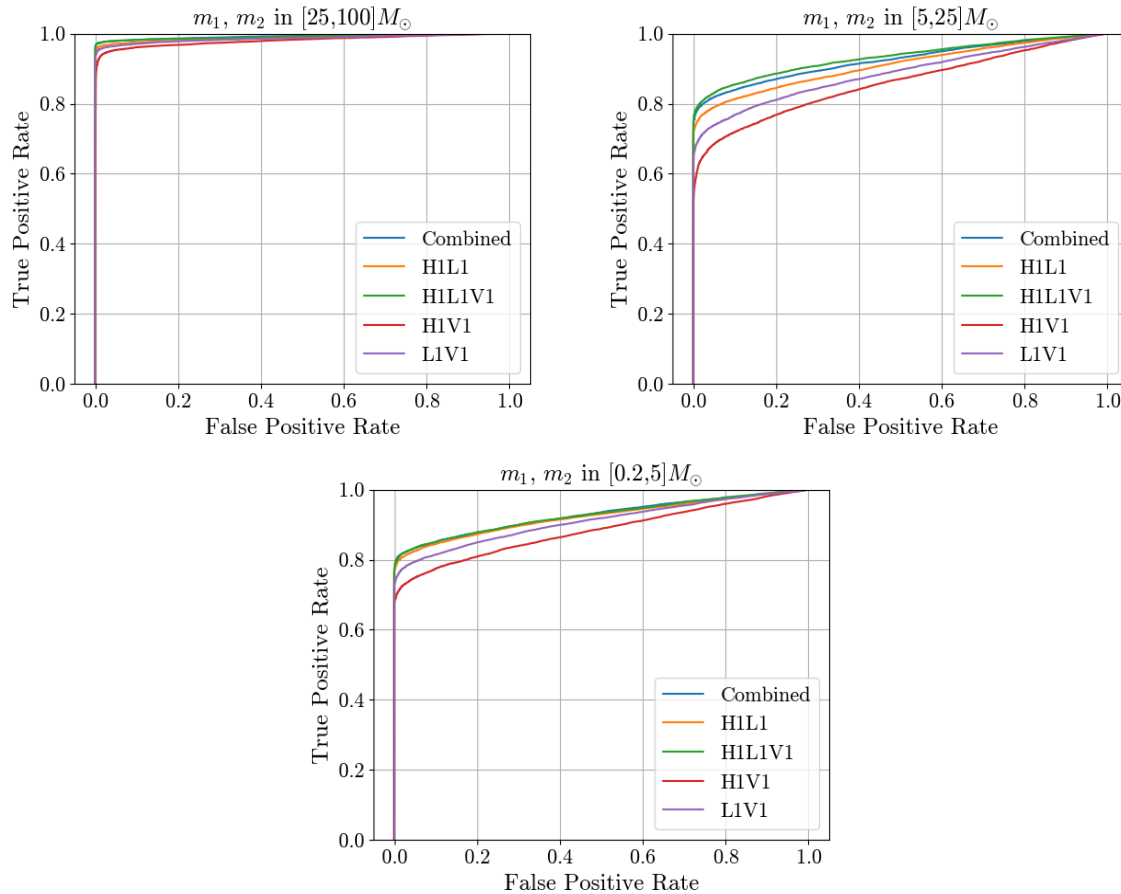 m₁, m₂ in [25,100]M⊙
True Positive Rate
1.0
0.8
0.6
0.4
0.2
0.0
Combined
H1L1
H1L1V1
H1V1
L1V1
0.0 0.2 0.4 0.6 0.8 1.0
False Positive Rate
m₁, m₂ in [5,25]M⊙
True Positive Rate
1.0
0.8
0.6
0.4
0.2
0.0
Combined
H1L1
H1L1V1
H1V1
L1V1
0.0 0.2 0.4 0.6 0.8 1.0
False Positive Rate
m₁, m₂ in [0.2,5]M⊙
True Positive Rate
1.0
0.8
0.6
0.4
0.2
0.0
Combined
H1L1
H1L1V1
H1V1
L1V1
0.0 0.2 0.4 0.6 0.8 1.0
False Positive Rate